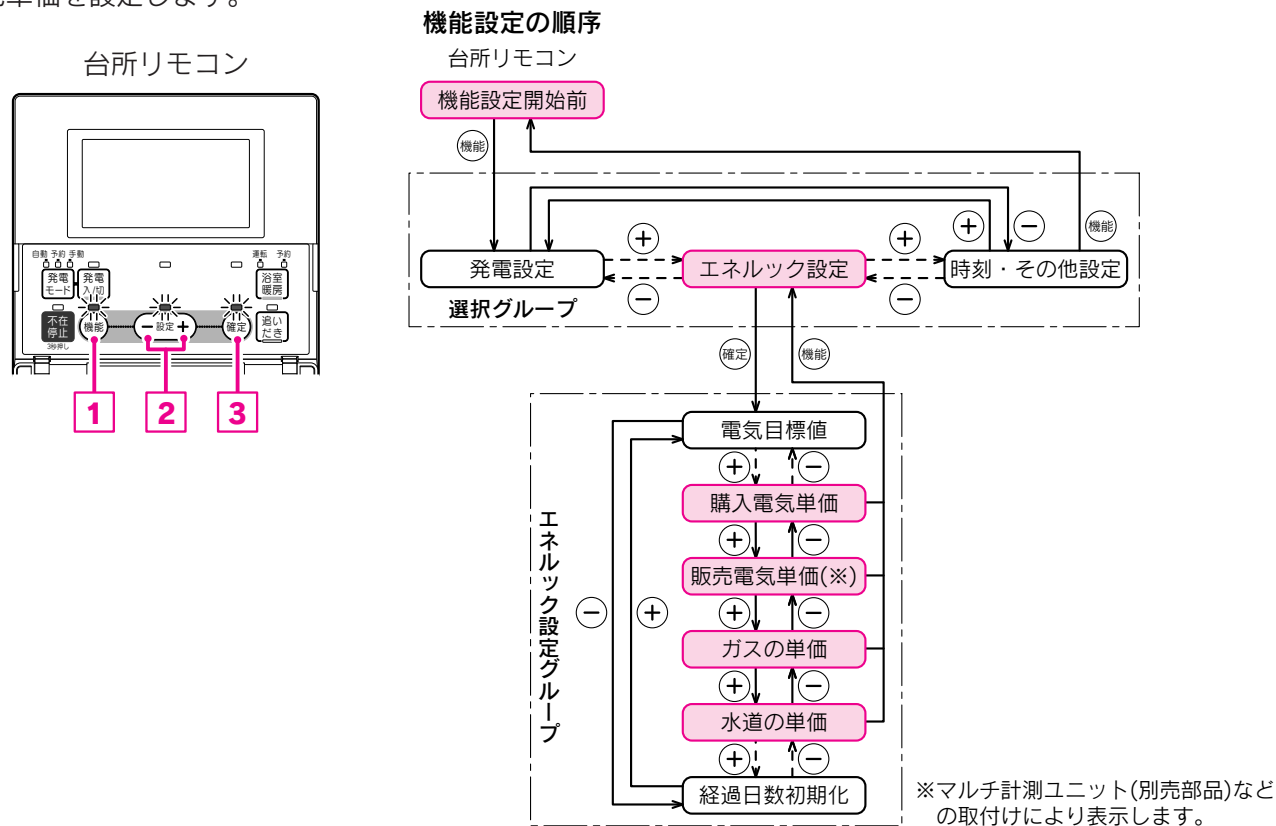 単価を設定します。
台所リモコン
自動 予約 手動
運転 予約
発電
モード
発電
入/切
浴室
暖房
不在
停止
3秒押し
機能
− 設定 +
確定
追い
だき
1
2
3
機能設定の順序
台所リモコン
機能設定開始前
機能
+
−
機能
発電設定
+
−
エネルック設定
+
−
時刻・その他設定
選択グループ
確定
機能
エネルック設定グループ
電気目標値
+
−
購入電気単価
+
−
販売電気単価(※)
−
+
+
−
ガスの単価
+
−
水道の単価
+
−
経過日数初期化
※マルチ計測ユニット(別売部品)など
の取付けにより表示します。